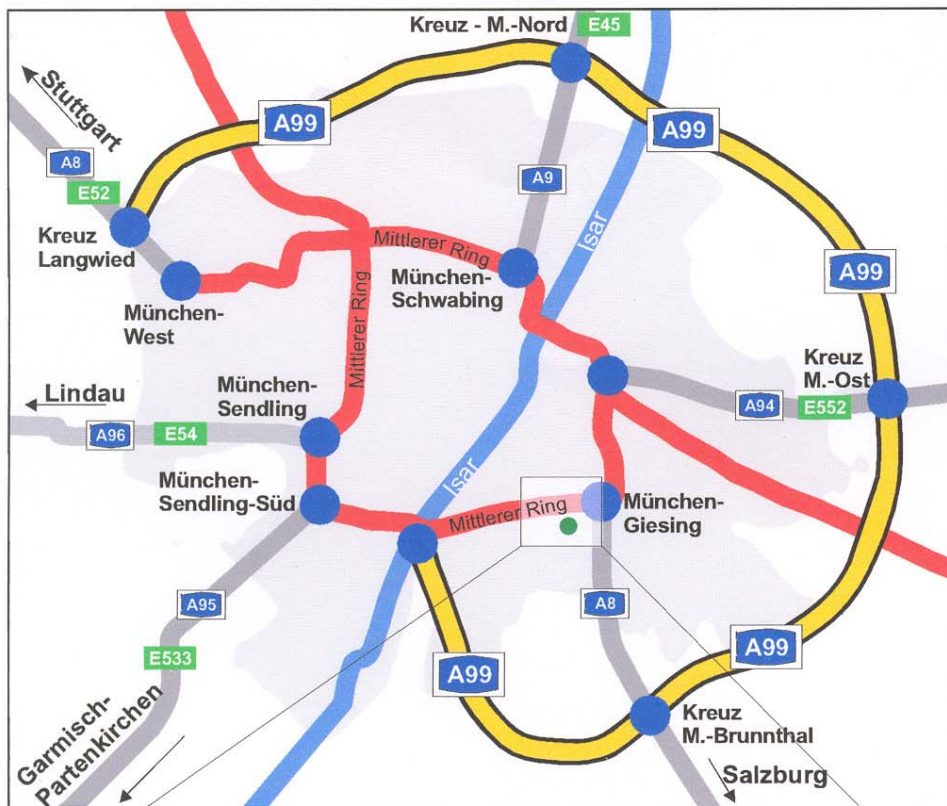 Kreuz - M.-Nord
E45
Stuttgart
A99
A99
A8
A9
E52
Isar
Kreuz
Langwied
Mittlerer Ring
München-
Schwabing
A99
München-
West
Mittlerer Ring
Kreuz
M.-Ost
Lindau
München-
Sendling
A94
E552
A96
E54
Isar
München-
Sendling-Süd
Mittlerer Ring
München-
Giesing
A95
A8
E533
A99
A99
Garmisch-
Partenkirchen
Kreuz
M.-Brunnthal
Salzburg